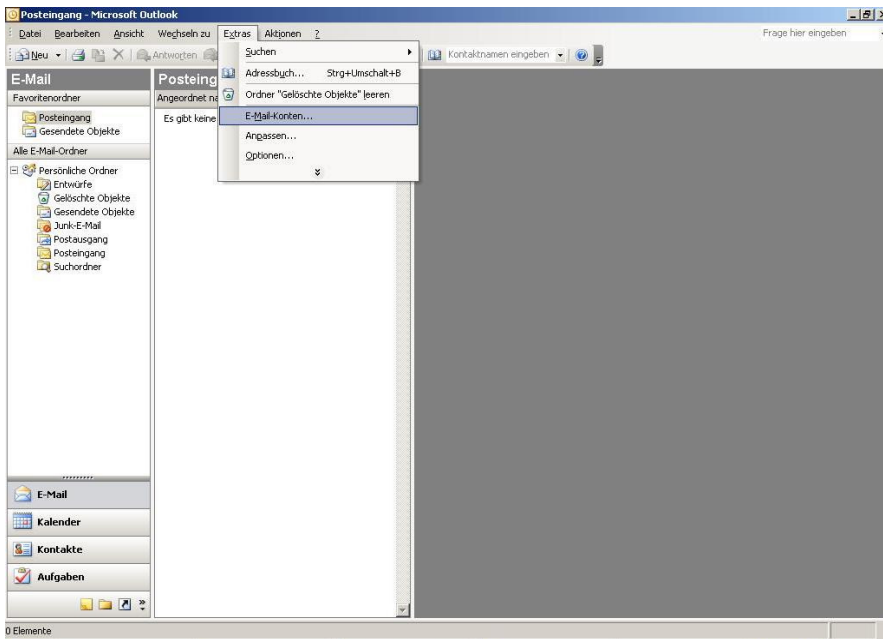 Posteingang - Microsoft Outlook
Datei Bearbeiten Ansicht Wechseln zu Extras Aktionen ? Frage hier eingeben
Neu Antworten Kontaktnamen eingeben
E-Mail
Favoritenordner
Posteingang
Gesendete Objekte
Alle E-Mail-Ordner
Persönliche Ordner
Entwürfe
Gelöschte Objekte
Gesendete Objekte
Junk-E-Mail
Postausgang
Posteingang
Suchordner
E-Mail
Kalender
Kontakte
Aufgaben
Posteing
Angeordnet na
Es gibt keine
Suchen
Adressbuch... Strg+Umschalt+B
Ordner "Gelöschte Objekte" leeren
E-Mail-Konten...
Anpassen...
Optionen...
0 Elemente